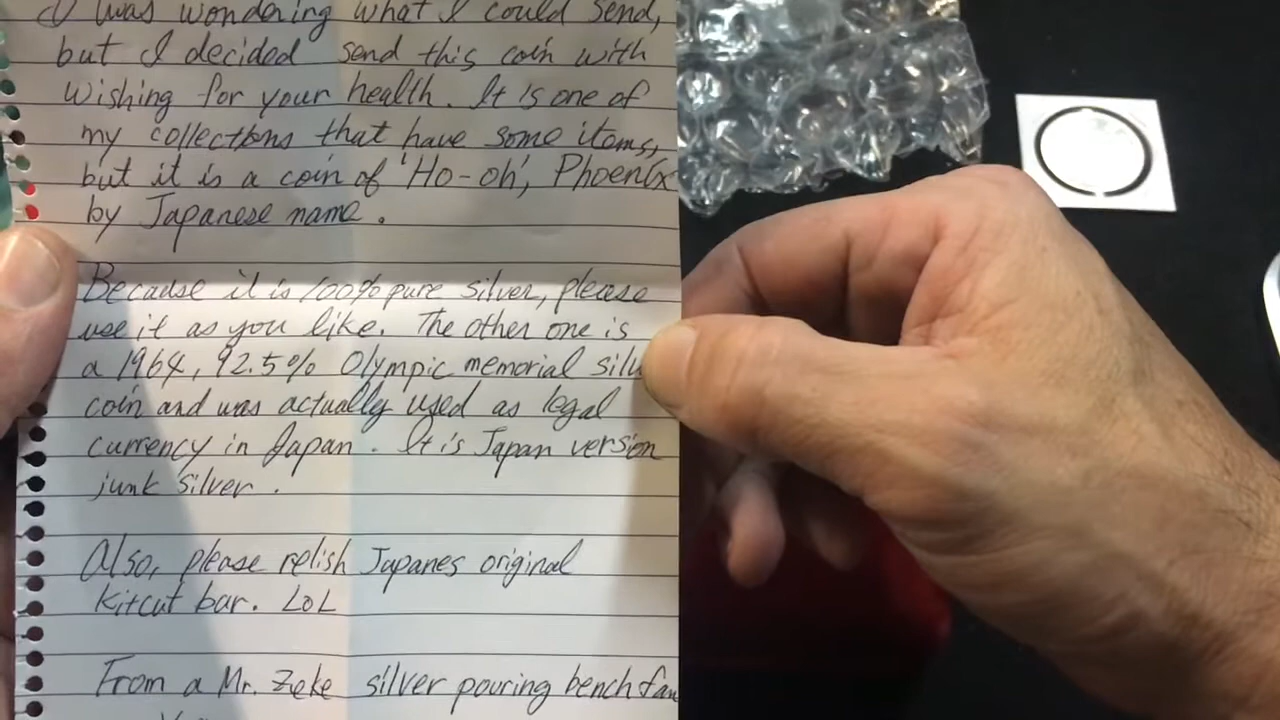 I was wondering what I could send,
but I decided send this coin with
wishing for your health. It is one of
my collections that have some items,
but it is a coin of 'Ho-oh', Phoenix
by Japanese name.
Because it is 100% pure silver, please
use it as you like. The other one is
a 1964, 92.5% Olympic memorial silv
coin and was actually used as legal
currency in Japan. It is Japan version
junk silver.
Also, please relish Japanes original
Kitcut bar. LoL
From a Mr. Zeke silver pouring bench fan